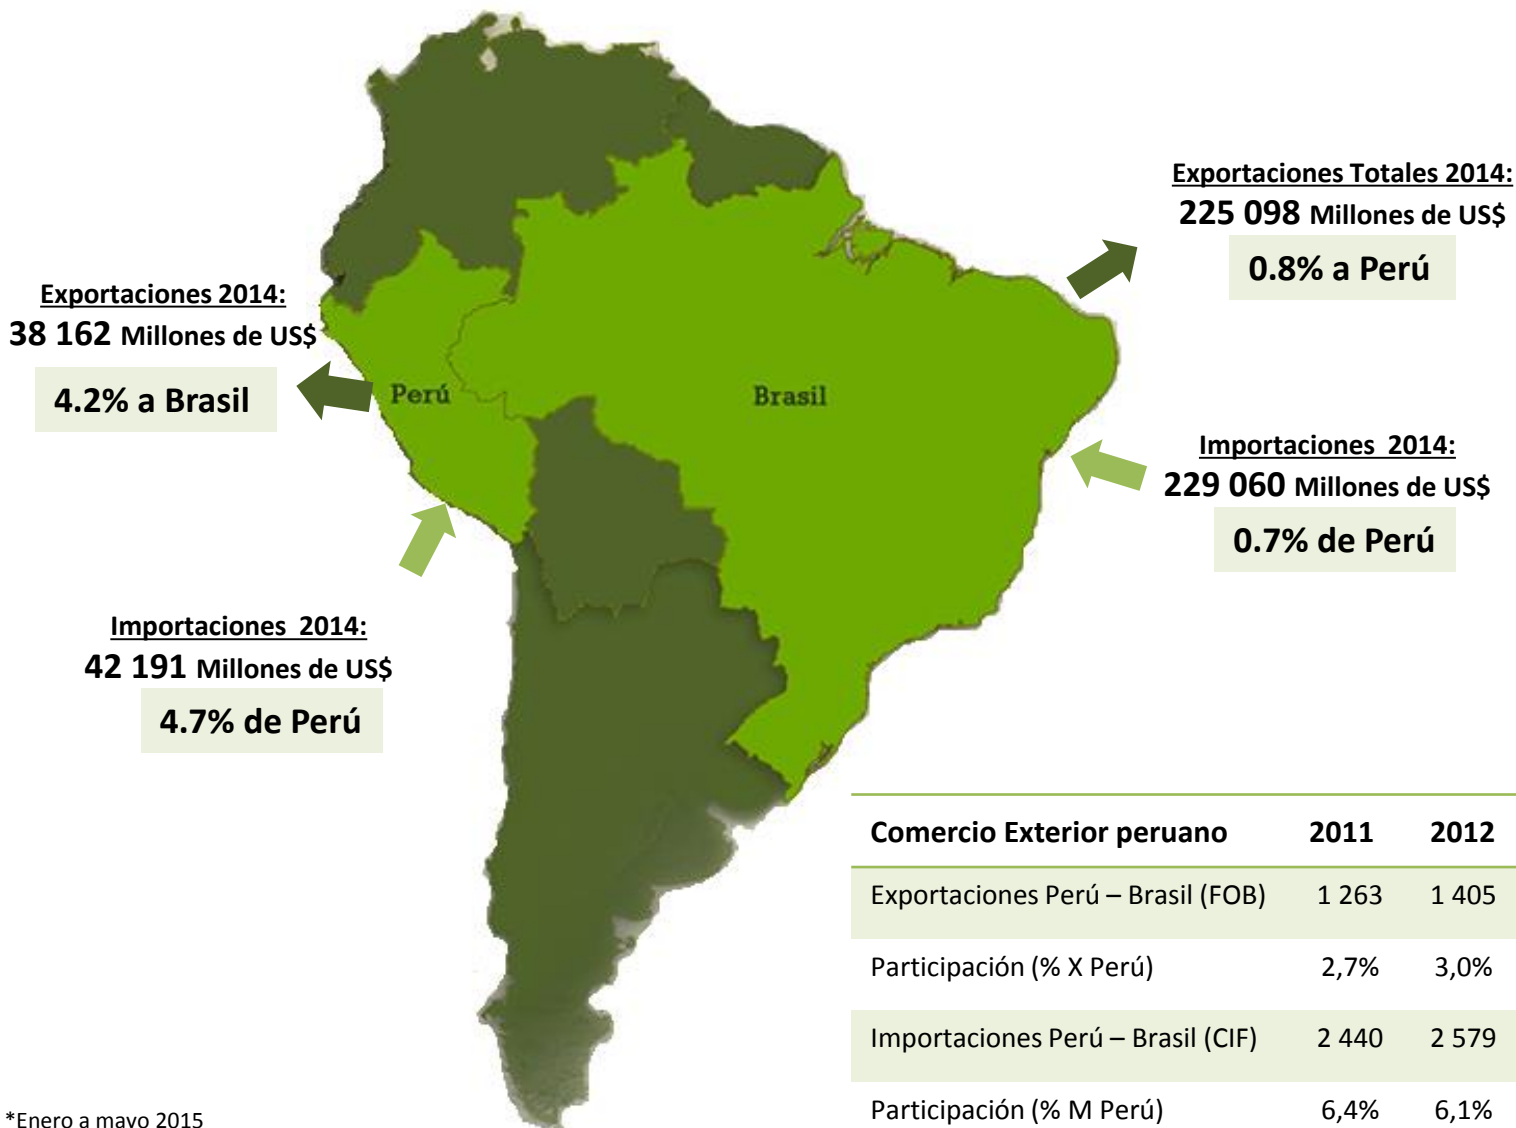 Exportaciones Totales 2014:
225 098 Millones de US$
0.8% a Perú
Exportaciones 2014:
38 162 Millones de US$
4.2% a Brasil
Perú
Brasil
Importaciones 2014:
229 060 Millones de US$
0.7% de Perú
Importaciones 2014:
42 191 Millones de US$
4.7% de Perú
Comercio Exterior peruano 2011 2012
Exportaciones Perú – Brasil (FOB) 1 263 1 405
Participación (% X Perú) 2,7% 3,0%
Importaciones Perú – Brasil (CIF) 2 440 2 579
Participación (% M Perú) 6,4% 6,1%
*Enero a mayo 2015